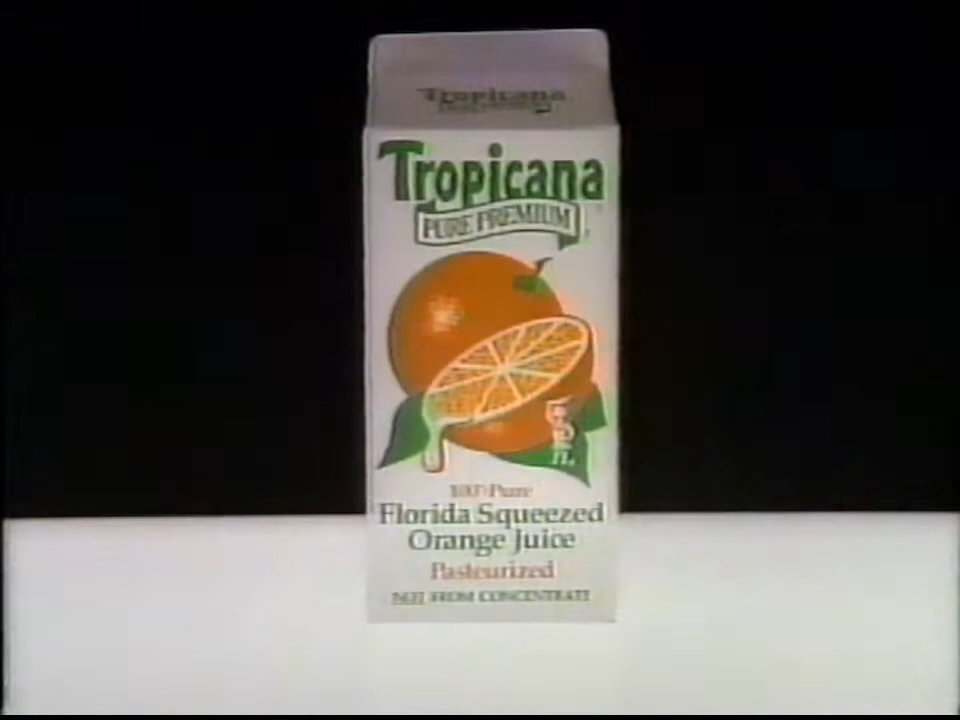 Tropicana
Tropicana
PURE PREMIUM
100% Pure
Florida Squeezed
Orange Juice
Pasteurized
NOT FROM CONCENTRATE